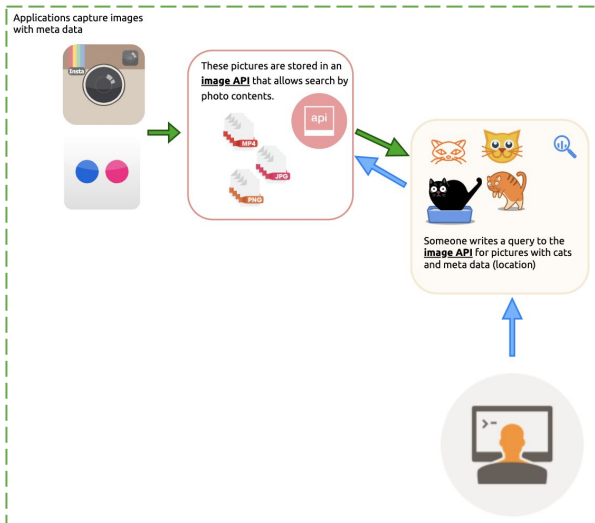 Applications capture images
with meta data
Insta
These pictures are stored in an
image API that allows search by
photo contents.
api
MP4
JPG
PNG
Someone writes a query to the
image API for pictures with cats
and meta data (location)
>-